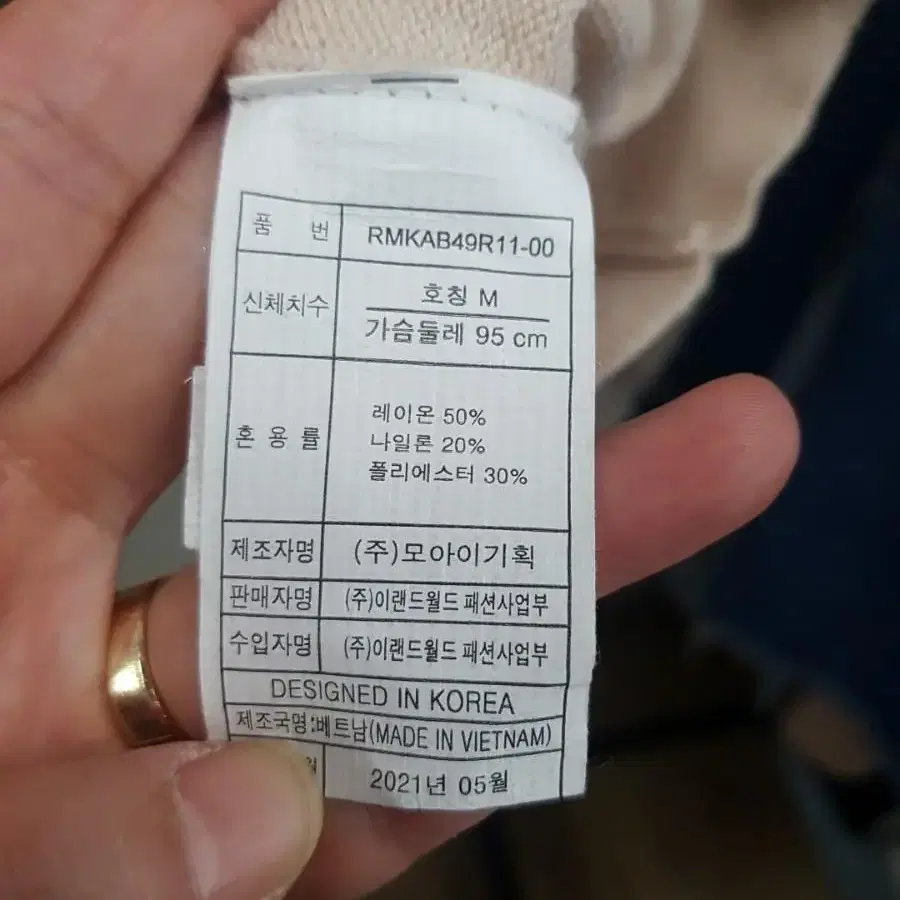 품 번 RMKAB49R11-00
신체치수 호칭 M
가슴둘레 95 cm
혼용률 레이온 50%
나일론 20%
폴리에스터 30%
제조자명 (주)모아이기획
판매자명 (주)이랜드월드 패션사업부
수입자명 (주)이랜드월드 패션사업부
DESIGNED IN KOREA
제조국명:베트남(MADE IN VIETNAM)
월 2021년 05월